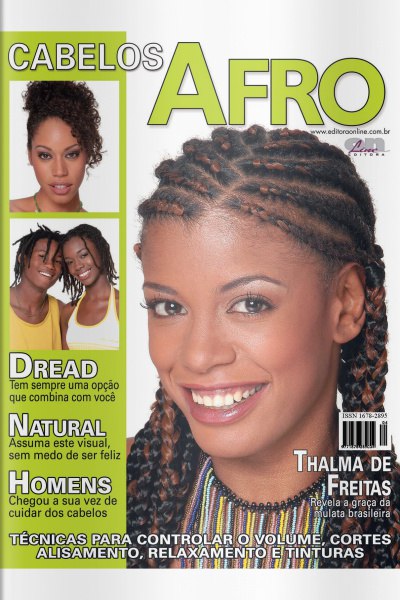 CABELOS AFRO
www.editoraonline.com.br
on
Line
EDITORA
DREAD
Tem sempre uma opção
que combina com você
NATURAL
Assuma este visual,
sem medo de ser feliz
HOMENS
Chegou a sua vez de
cuidar dos cabelos
ISSN 1678-2895
THALMA DE
FREITAS
Revela a graça da
mulata brasileira
TÉCNICAS PARA CONTROLAR O VOLUME, CORTES
ALISAMENTO, RELAXAMENTO E TINTURAS